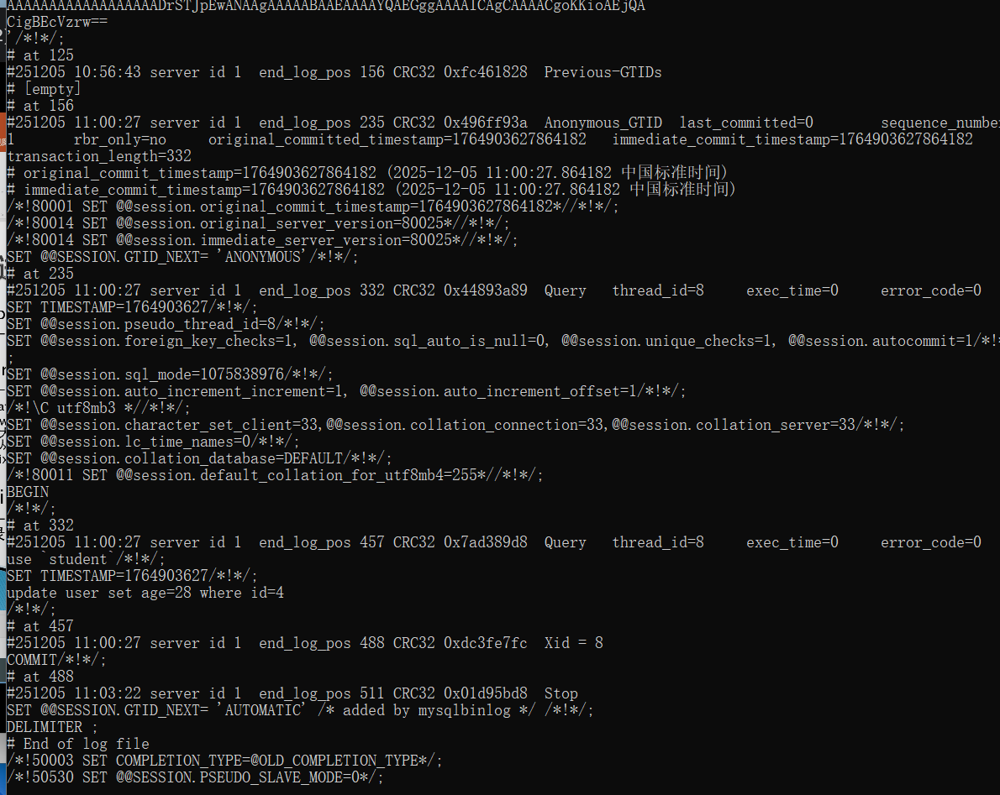 AAAAAAAAAAAAAAAAAADrSTJpEwANAAgAAAAABAAEAAAAYQAEGggAAAAICAgCAAAACgoKKioAEjQA
CigBEcVzrw==
'/*!*/;
# at 125
#251205 10:56:43 server id 1  end_log_pos 156 CRC32 0xfc461828  Previous-GTIDs
# [empty]
# at 156
#251205 11:00:27 server id 1  end_log_pos 235 CRC32 0x496ff93a  Anonymous_GTID  last_committed=0        sequence_number
1       rbr_only=no     original_committed_timestamp=1764903627864182   immediate_commit_timestamp=1764903627864182
transaction_length=332
# original_commit_timestamp=1764903627864182 (2025-12-05 11:00:27.864182 中国标准时间)
# immediate_commit_timestamp=1764903627864182 (2025-12-05 11:00:27.864182 中国标准时间)
/*!80001 SET @@session.original_commit_timestamp=1764903627864182*//*!*/;
/*!80014 SET @@session.original_server_version=80025*//*!*/;
/*!80014 SET @@session.immediate_server_version=80025*//*!*/;
SET @@SESSION.GTID_NEXT= 'ANONYMOUS'/*!*/;
# at 235
#251205 11:00:27 server id 1  end_log_pos 332 CRC32 0x44893a89  Query   thread_id=8     exec_time=0     error_code=0
SET TIMESTAMP=1764903627/*!*/;
SET @@session.pseudo_thread_id=8/*!*/;
SET @@session.foreign_key_checks=1, @@session.sql_auto_is_null=0, @@session.unique_checks=1, @@session.autocommit=1/*!*
;
SET @@session.sql_mode=1075838976/*!*/;
SET @@session.auto_increment_increment=1, @@session.auto_increment_offset=1/*!*/;
/*!\C utf8mb3 *//*!*/;
SET @@session.character_set_client=33,@@session.collation_connection=33,@@session.collation_server=33/*!*/;
SET @@session.lc_time_names=0/*!*/;
SET @@session.collation_database=DEFAULT/*!*/;
/*!80011 SET @@session.default_collation_for_utf8mb4=255*//*!*/;
BEGIN
/*!*/;
# at 332
#251205 11:00:27 server id 1  end_log_pos 457 CRC32 0x7ad389d8  Query   thread_id=8     exec_time=0     error_code=0
use `student`/*!*/;
SET TIMESTAMP=1764903627/*!*/;
update user set age=28 where id=4
/*!*/;
# at 457
#251205 11:00:27 server id 1  end_log_pos 488 CRC32 0xdc3fe7fc  Xid = 8
COMMIT/*!*/;
# at 488
#251205 11:03:22 server id 1  end_log_pos 511 CRC32 0x01d95bd8  Stop
SET @@SESSION.GTID_NEXT= 'AUTOMATIC' /* added by mysqlbinlog */ /*!*/;
DELIMITER ;
# End of log file
/*!50003 SET COMPLETION_TYPE=@OLD_COMPLETION_TYPE*/;
/*!50530 SET @@SESSION.PSEUDO_SLAVE_MODE=0*/;